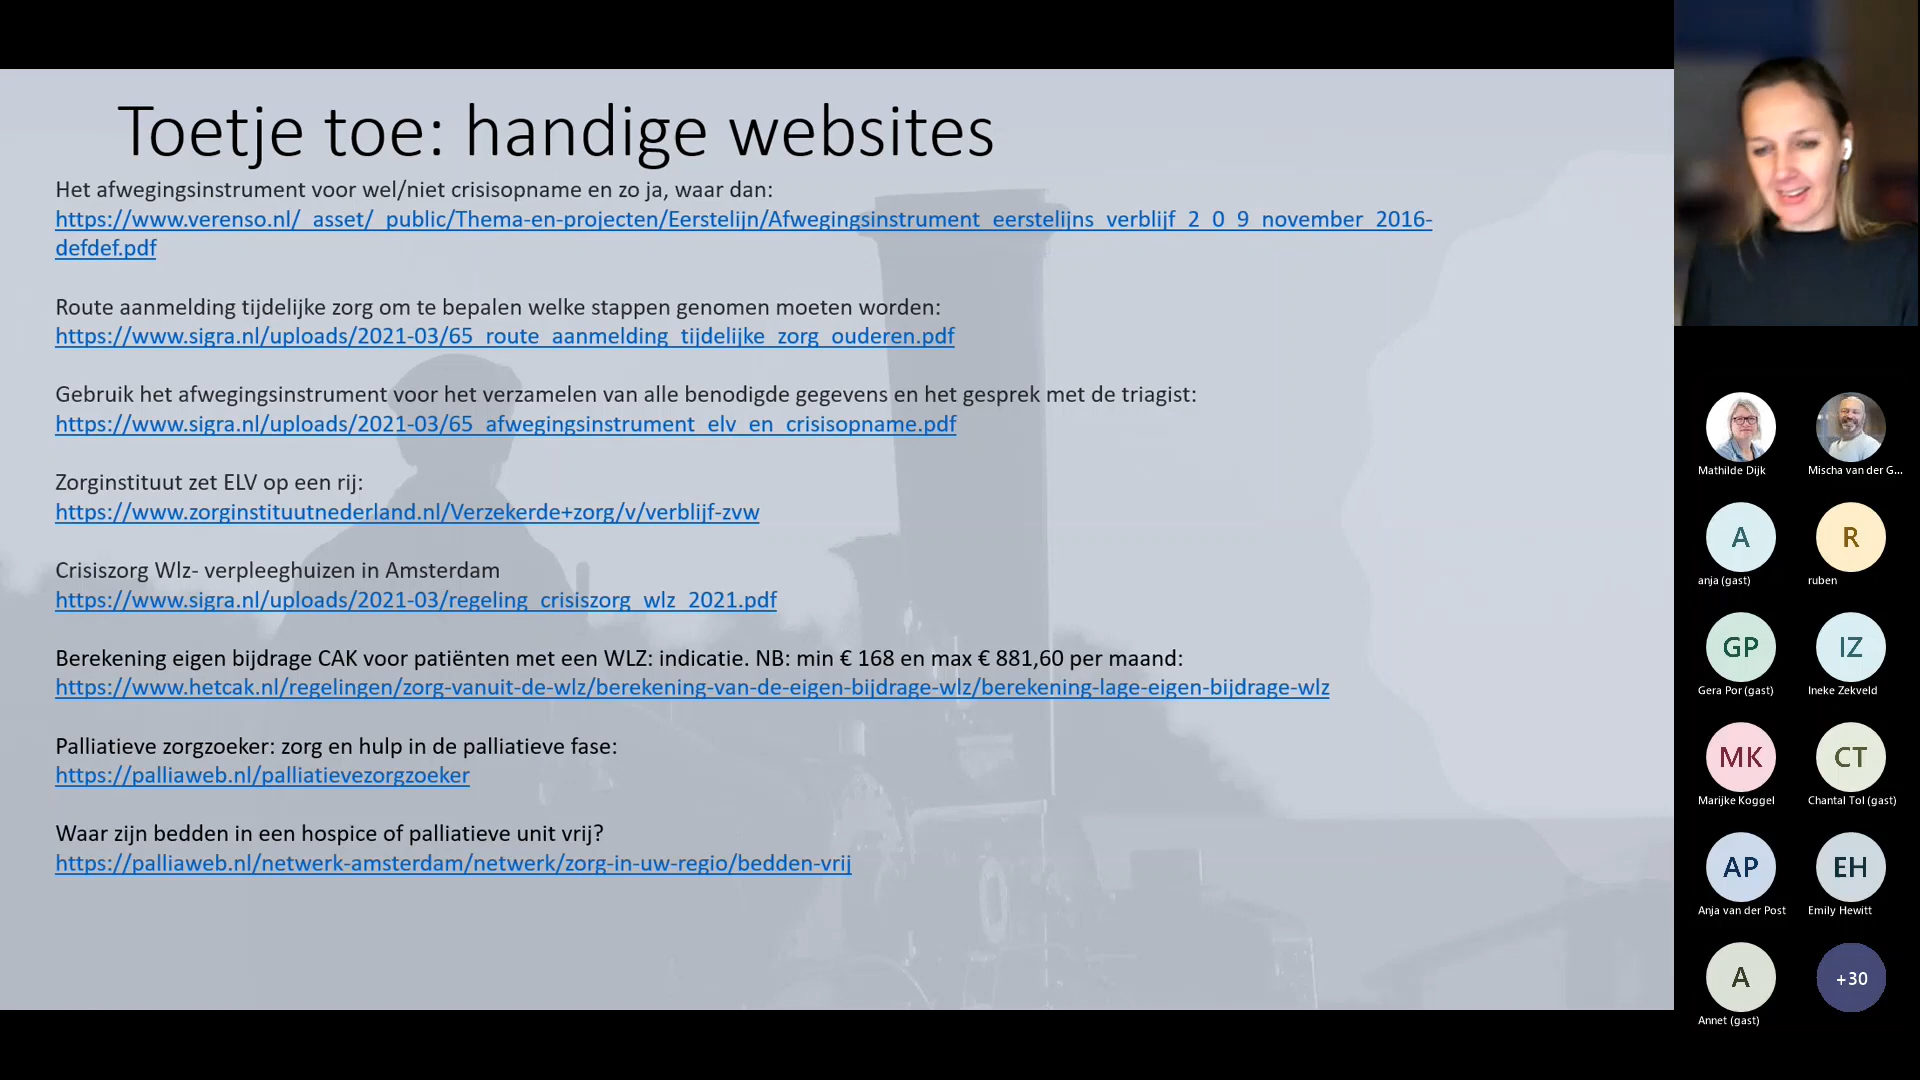 Toetje toe: handige websites
Het afwegingsinstrument voor wel/niet crisisopname en zo ja, waar dan:
https://www.verenso.nl/_asset/_public/Thema-en-projecten/Eerstelijn/Afwegingsinstrument_eerstelijns_verblijf_2_0_9_november_2016-
defdef.pdf
Route aanmelding tijdelijke zorg om te bepalen welke stappen genomen moeten worden:
https://www.sigra.nl/uploads/2021-03/65_route_aanmelding_tijdelijke_zorg_ouderen.pdf
Gebruik het afwegingsinstrument voor het verzamelen van alle benodigde gegevens en het gesprek met de triagist:
https://www.sigra.nl/uploads/2021-03/65_afwegingsinstrument_elv_en_crisisopname.pdf
Zorginstituut zet ELV op een rij:
https://www.zorginstituutnederland.nl/Verzekerde+zorg/v/verblijf-zvw
Crisiszorg Wlz- verpleeghuizen in Amsterdam
https://www.sigra.nl/uploads/2021-03/regeling_crisiszorg_wlz_2021.pdf
Berekening eigen bijdrage CAK voor patiënten met een WLZ: indicatie. NB: min € 168 en max € 881,60 per maand:
https://www.hetcak.nl/regelingen/zorg-vanuit-de-wlz/berekening-van-de-eigen-bijdrage-wlz/berekening-lage-eigen-bijdrage-wlz
Palliatieve zorgzoeker: zorg en hulp in de palliatieve fase:
https://palliaweb.nl/palliatievezorgzoeker
Waar zijn bedden in een hospice of palliatieve unit vrij?
https://palliaweb.nl/netwerk-amsterdam/netwerk/zorg-in-uw-regio/bedden-vrij
Mathilde Dijk
Mischa van der G...
A
R
anja (gast)
ruben
GP
IZ
Gera Por (gast)
Ineke Zekveld
MK
CT
Marijke Koggel
Chantal Tol (gast)
AP
EH
Anja van der Post
Emily Hewitt
A
+30
Annet (gast)